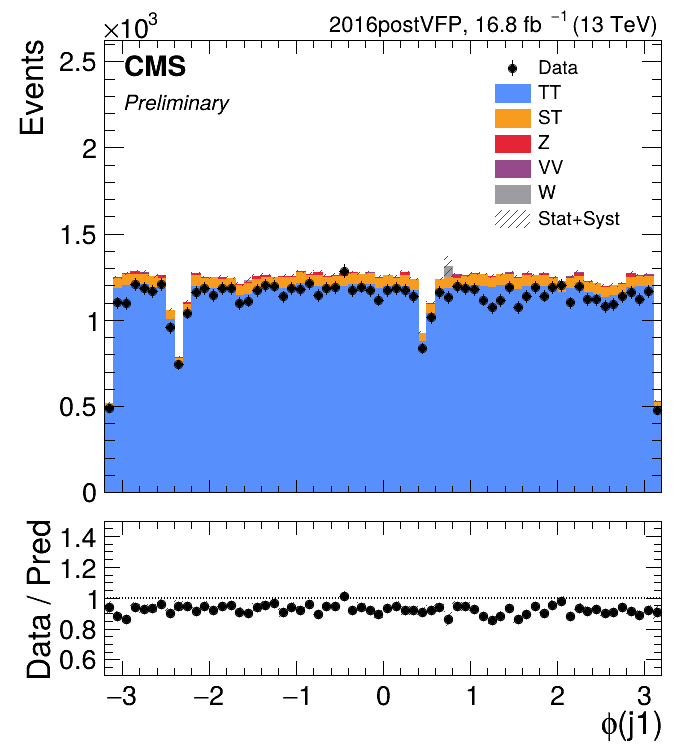 ×10³
2016postVFP, 16.8 fb ⁻¹ (13 TeV)
Events
CMS
Preliminary
Data
TT
ST
Z
VV
W
Stat+Syst
2.5
2
1.5
1
0.5
0
Data / Pred
1.4
1.2
1
0.8
0.6
−3 −2 −1 0 1 2 3
ϕ(j1)